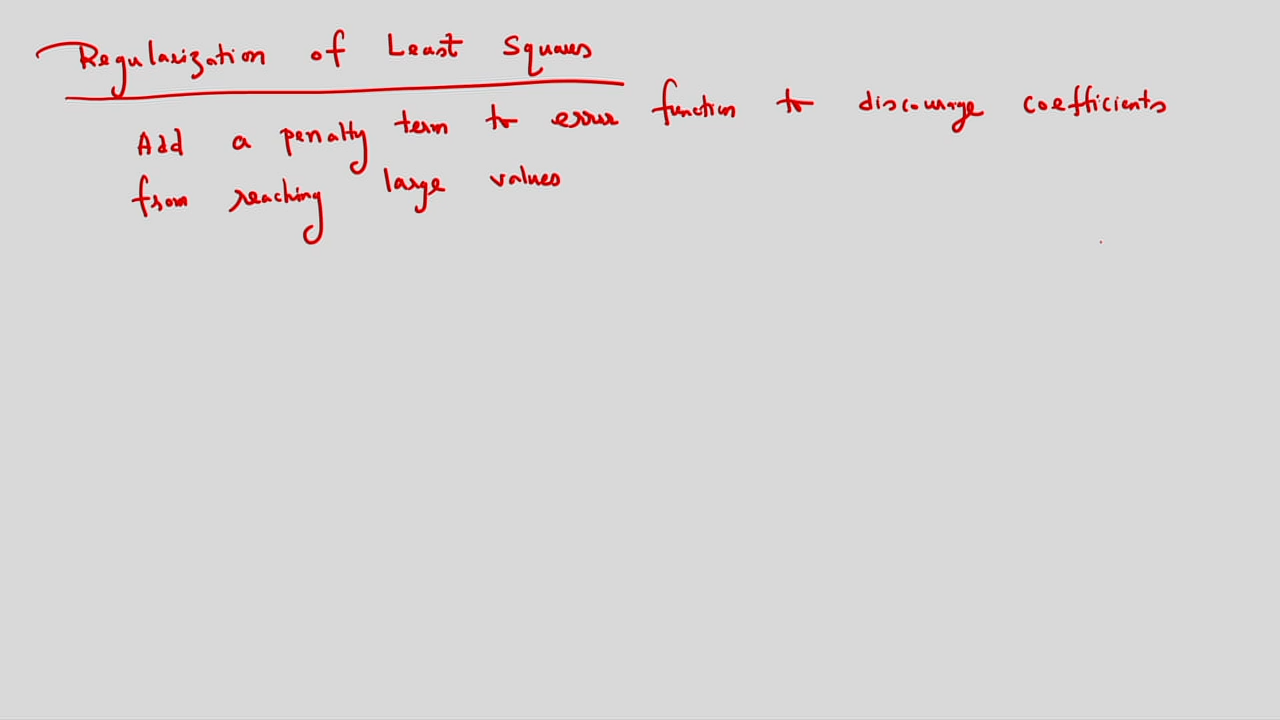 Regularization of Least Squares
Add a penalty term to error function to discourage coefficients
from reaching large values